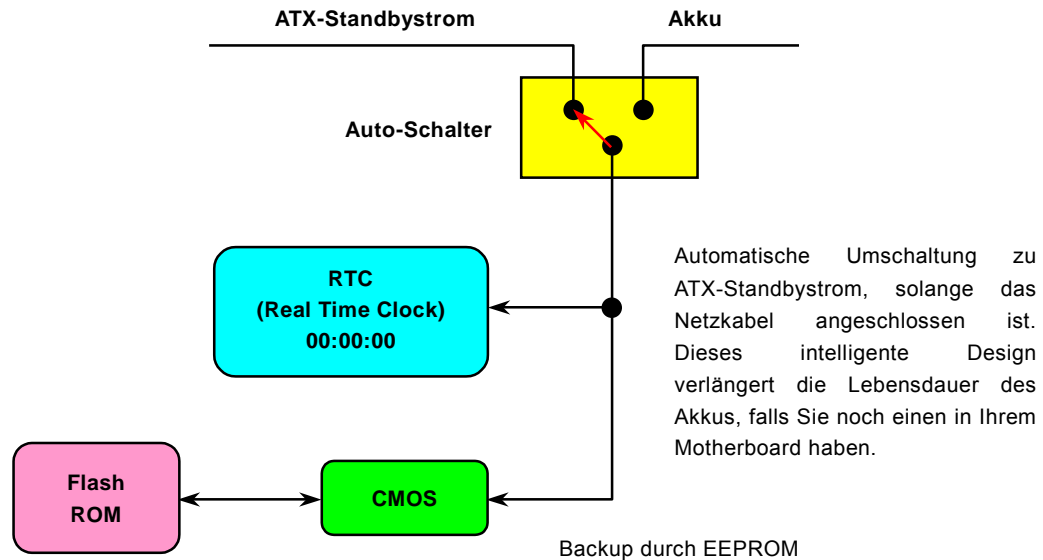 ATX-Standbystrom
Akku
Auto-Schalter
RTC
(Real Time Clock)
00:00:00
Automatische Umschaltung zu
ATX-Standbystrom, solange das
Netzkabel angeschlossen ist.
Dieses intelligente Design
verlängert die Lebensdauer des
Akkus, falls Sie noch einen in Ihrem
Motherboard haben.
Flash
ROM
CMOS
Backup durch EEPROM